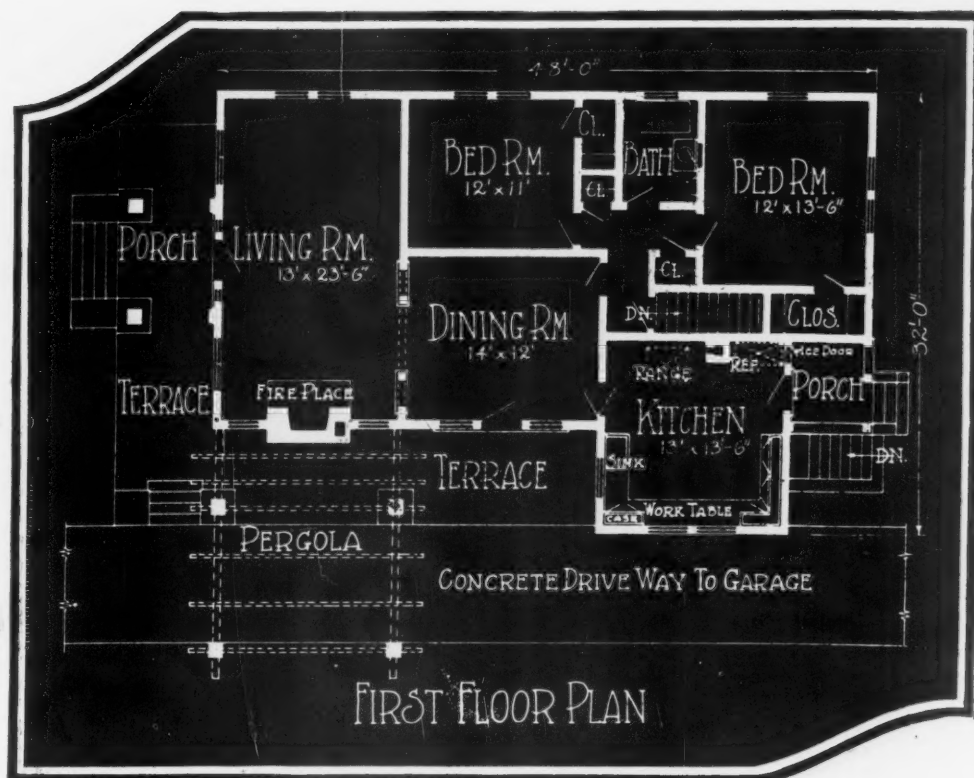 48'-0"
CL.
BED RM.
12' x 11'
BATH
BED RM.
12' x 13'-6"
CL.
PORCH
LIVING RM.
13' x 23'-6"
CL.
DN.
CLOS.
32'-0"
DINING RM.
14' x 12'
RANGE
REF.
ICE DOOR
PORCH
FIRE PLACE
TERRACE
KITCHEN
13' x 13'-6"
SINK
DN.
TERRACE
WORK TABLE
CASE
PERGOLA
CONCRETE DRIVE WAY TO GARAGE
FIRST FLOOR PLAN